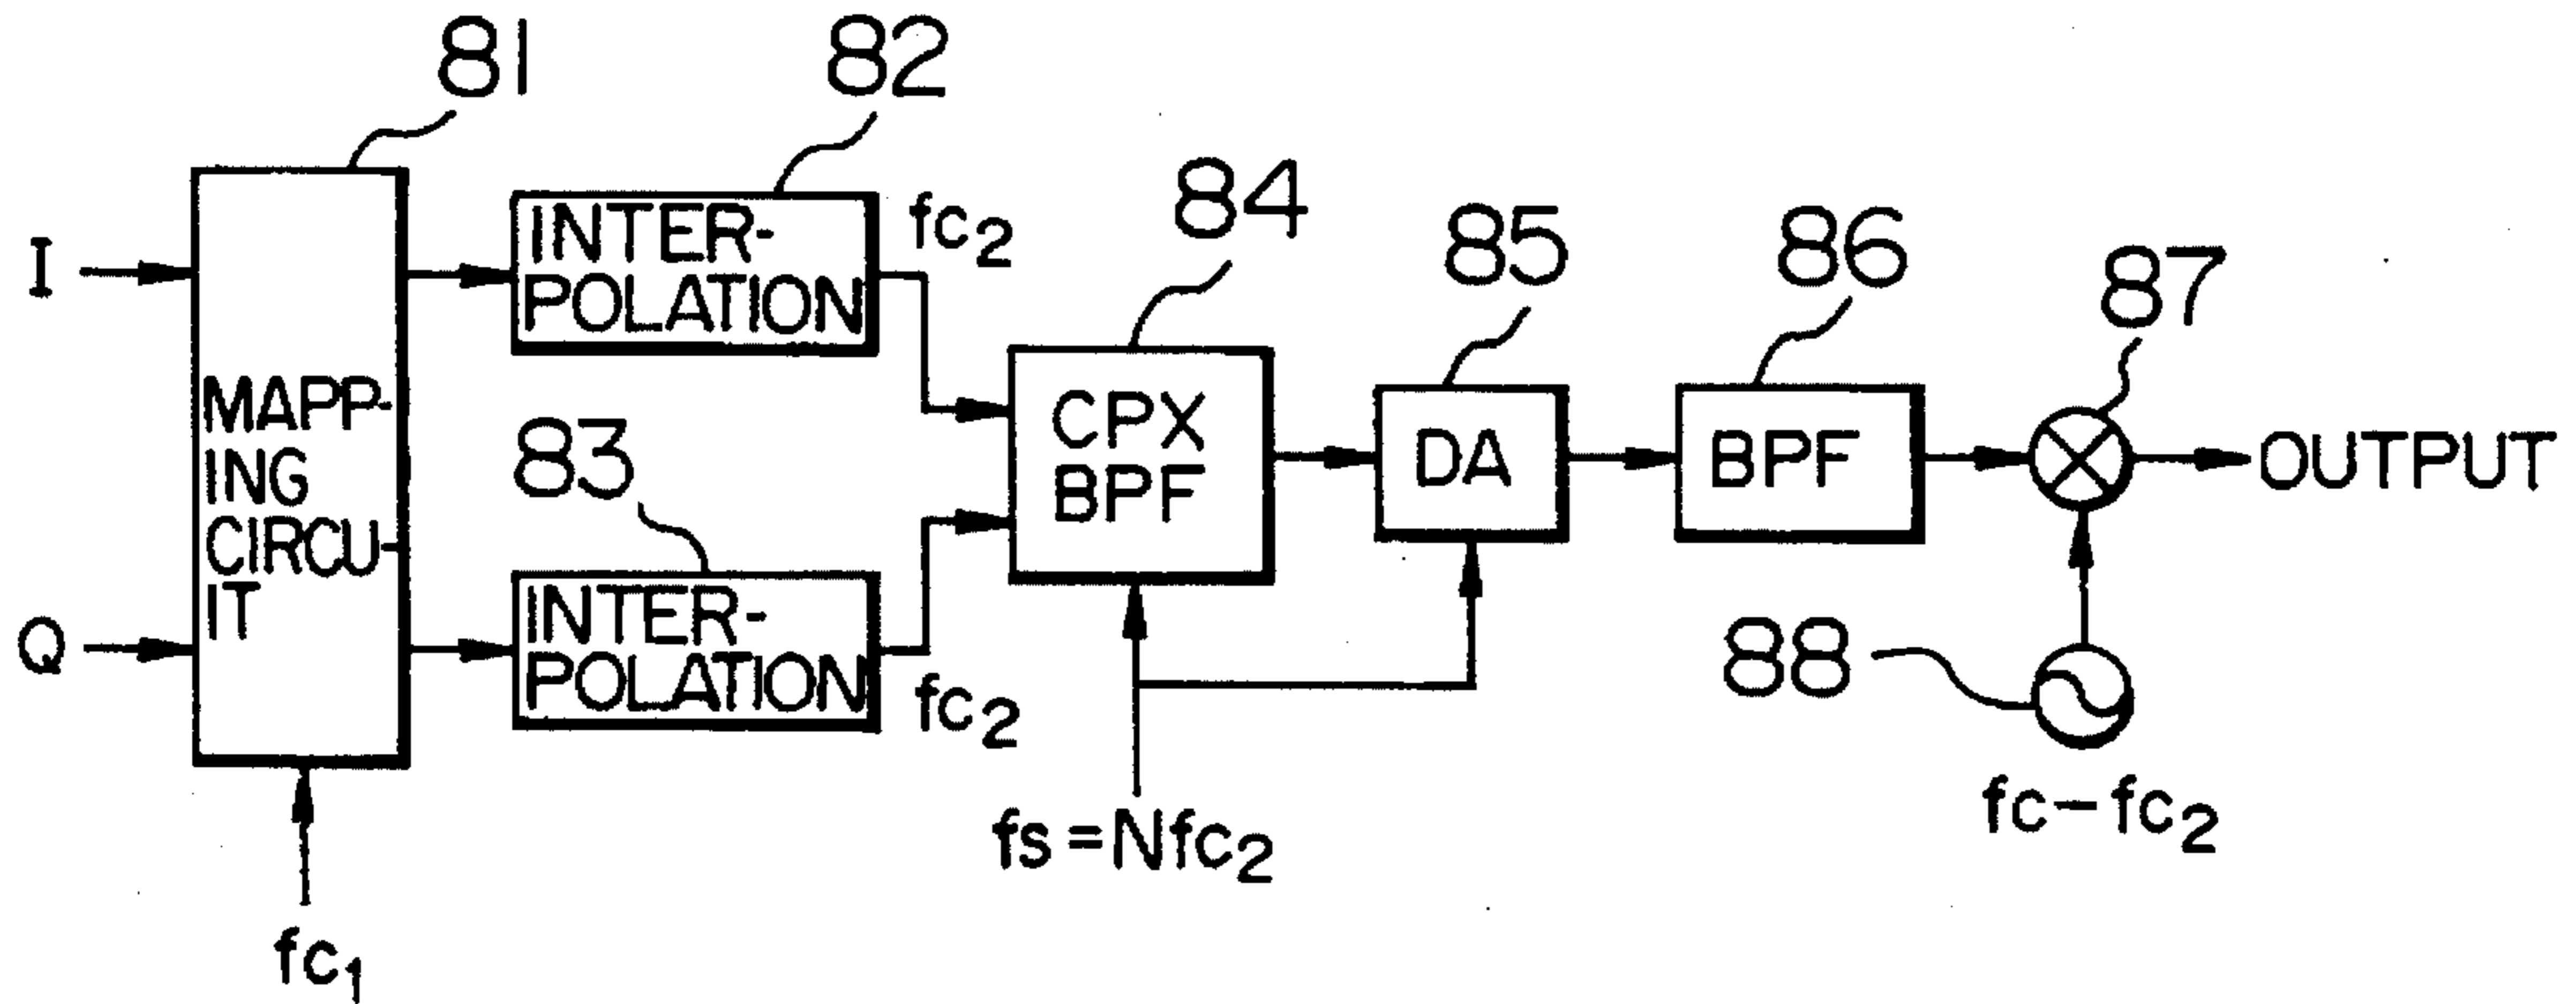 81
82
83
84
85
86
87
88
I
Q
MAPP-
ING
CIRCU-
IT
fc1
INTER-
POLATION
fc2
INTER-
POLATION
fc2
CPX
BPF
fs=Nfc2
DA
BPF
OUTPUT
fc-fc2